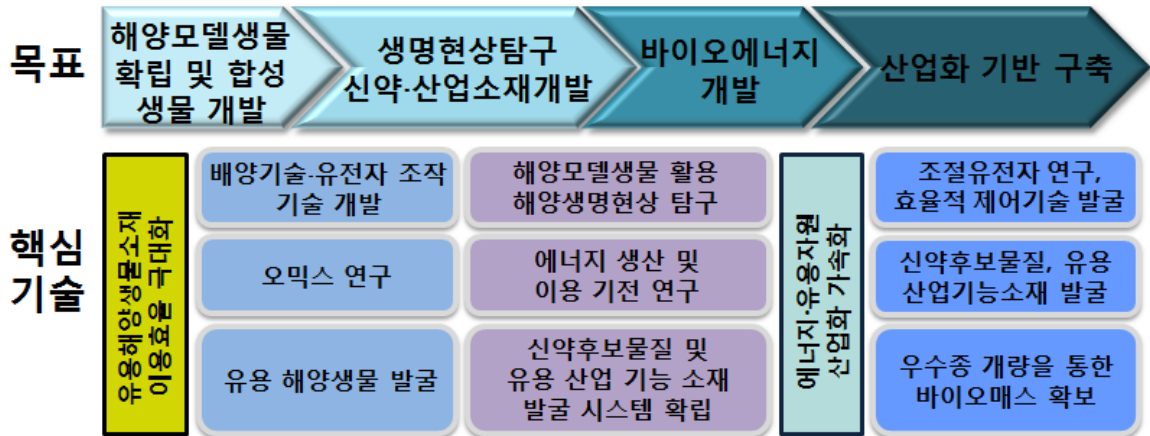 목표
해양모델생물
확립 및 합성
생물 개발
생명현상탐구
신약·산업소재개발
바이오에너지
개발
산업화 기반 구축
핵심
기술
유용해양생물소재
이용효율 극대화
배양기술·유전자 조작
기술 개발
오믹스 연구
유용 해양생물 발굴
해양모델생물 활용
해양생명현상 탐구
에너지 생산 및
이용 기전 연구
신약후보물질 및
유용 산업 기능 소재
발굴 시스템 확립
에너지·유용자원
산업화 가속화
조절유전자 연구,
효율적 제어기술 발굴
신약후보물질, 유용
산업기능소재 발굴
우수종 개량을 통한
바이오매스 확보